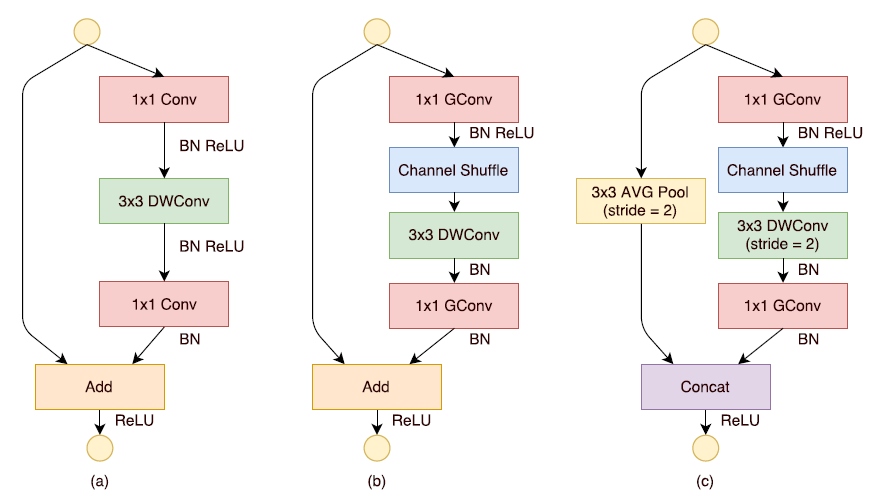 1x1 Conv
BN ReLU
3x3 DWConv
BN ReLU
1x1 Conv
BN
Add
ReLU
(a)
1x1 GConv
BN ReLU
Channel Shuffle
3x3 DWConv
BN
1x1 GConv
BN
Add
ReLU
(b)
3x3 AVG Pool
(stride = 2)
1x1 GConv
BN ReLU
Channel Shuffle
3x3 DWConv
(stride = 2)
BN
1x1 GConv
BN
Concat
ReLU
(c)